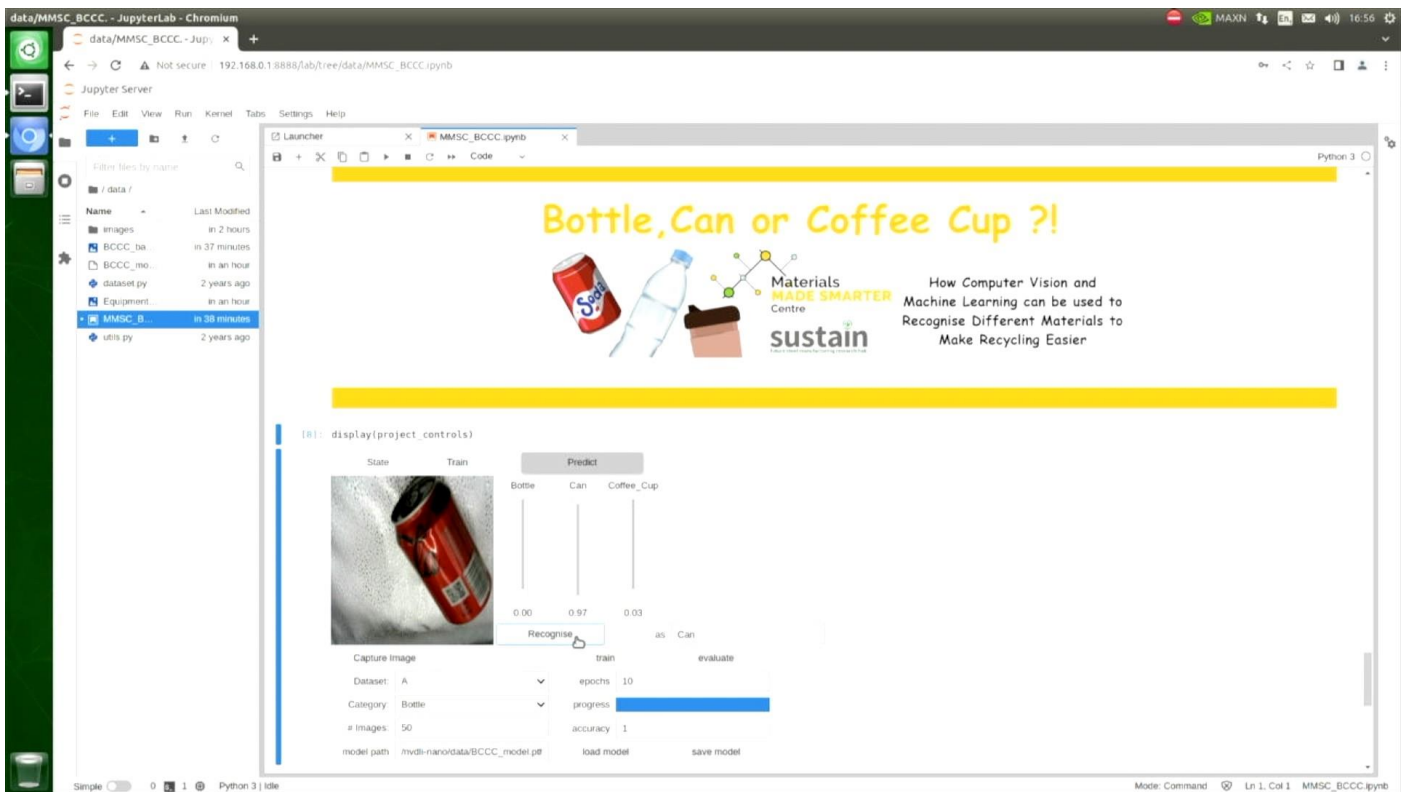 data/MMSC_BCCC. - JupyterLab - Chromium
MAXN En 16:56
data/MMSC_BCCC. - Jupy × +
Not secure 192.168.0.1:8888/lab/tree/data/MMSC_BCCC.ipynb
Jupyter Server
File Edit View Run Kernel Tabs Settings Help
Launcher × MMSC_BCCC.ipynb ×
Code Python 3
Filter files by name
/ data /
Name Last Modified
images in 2 hours
BCCC_ba... in 37 minutes
BCCC_mo... in an hour
dataset.py 2 years ago
Equipment... in an hour
MMSC_B... in 38 minutes
utils.py 2 years ago
Bottle,Can or Coffee Cup ?!
Soda
Materials
MADE SMARTER
Centre
sustain
How Computer Vision and
Machine Learning can be used to
Recognise Different Materials to
Make Recycling Easier
[8]: display(project_controls)
State Train Predict
Bottle Can Coffee_Cup
0.00 0.97 0.03
Recognise as Can
Capture Image train evaluate
Dataset: A epochs 10
Category: Bottle progress
# Images: 50 accuracy 1
model path /nvdli-nano/data/BCCC_model.pt load model save model
Simple 0 1 Python 3 | Idle Mode: Command Ln 1, Col 1 MMSC_BCCC.ipynb